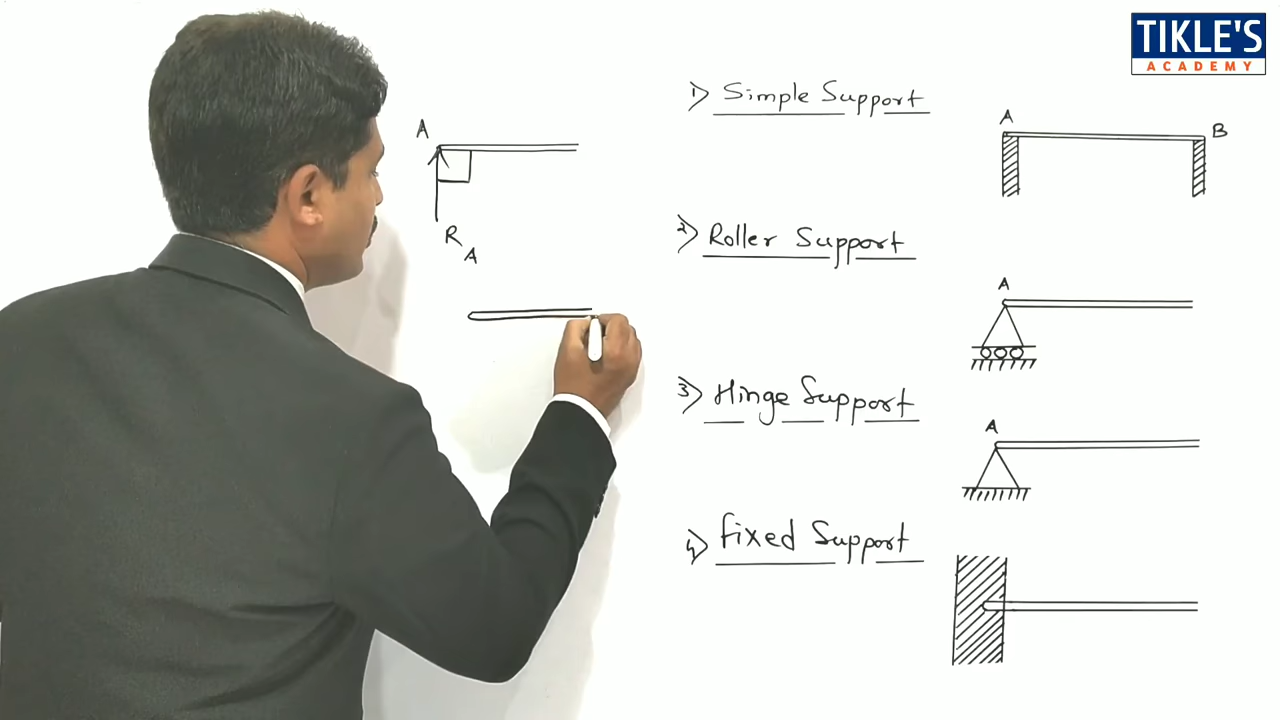 TIKLE'S
ACADEMY
1) Simple Support
A
B
A
R
A
2) Roller Support
A
3) Hinge Support
A
4) fixed Support